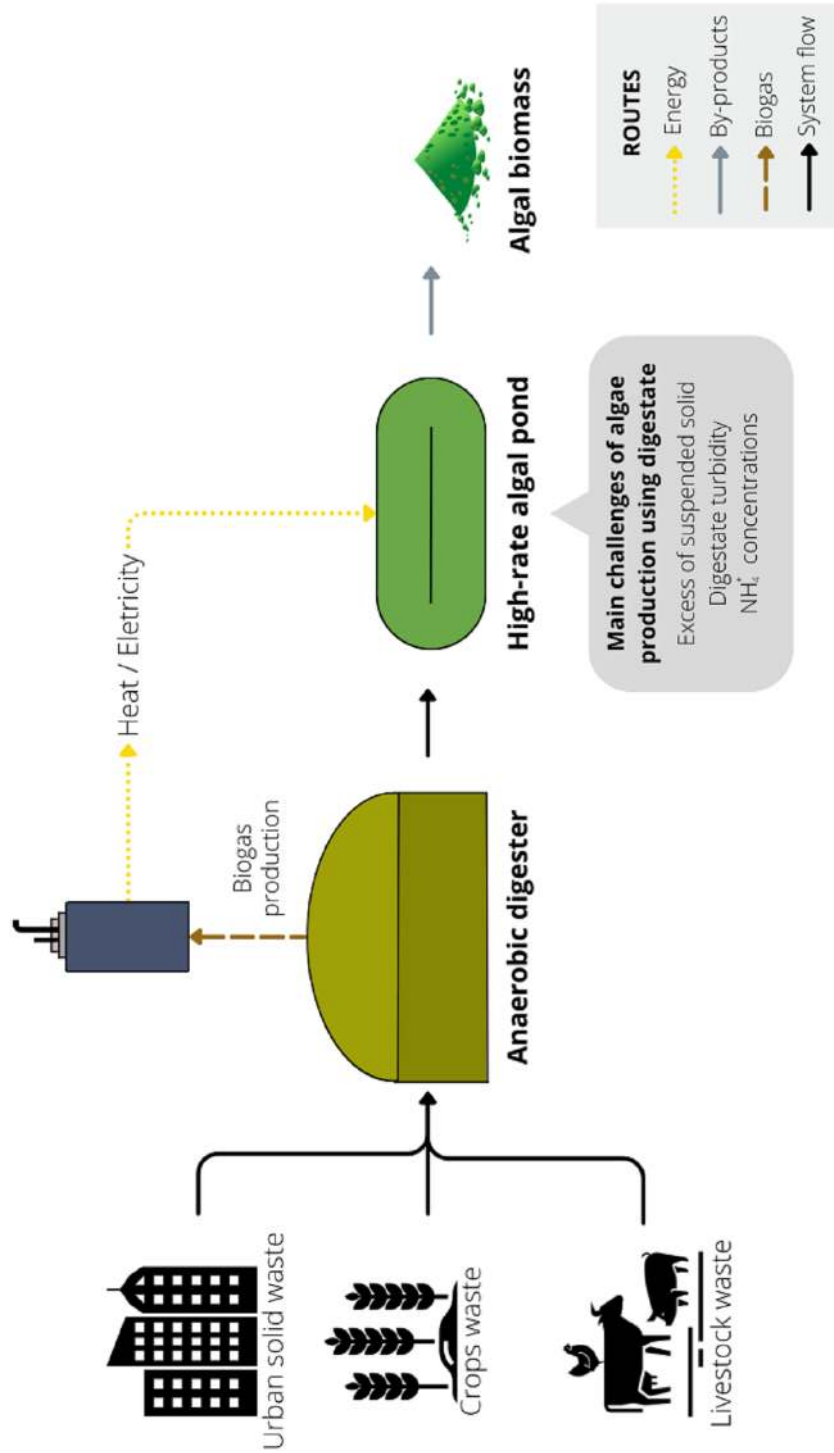 Urban solid waste
Crops waste
Livestock waste
Biogas
production
Anaerobic digester
Heat / Eletricity
High-rate algal pond
Main challenges of algae
production using digestate
Excess of suspended solid
Digestate turbidity
NH₄⁺ concentrations
Algal biomass
ROUTES
Energy
By-products
Biogas
System flow